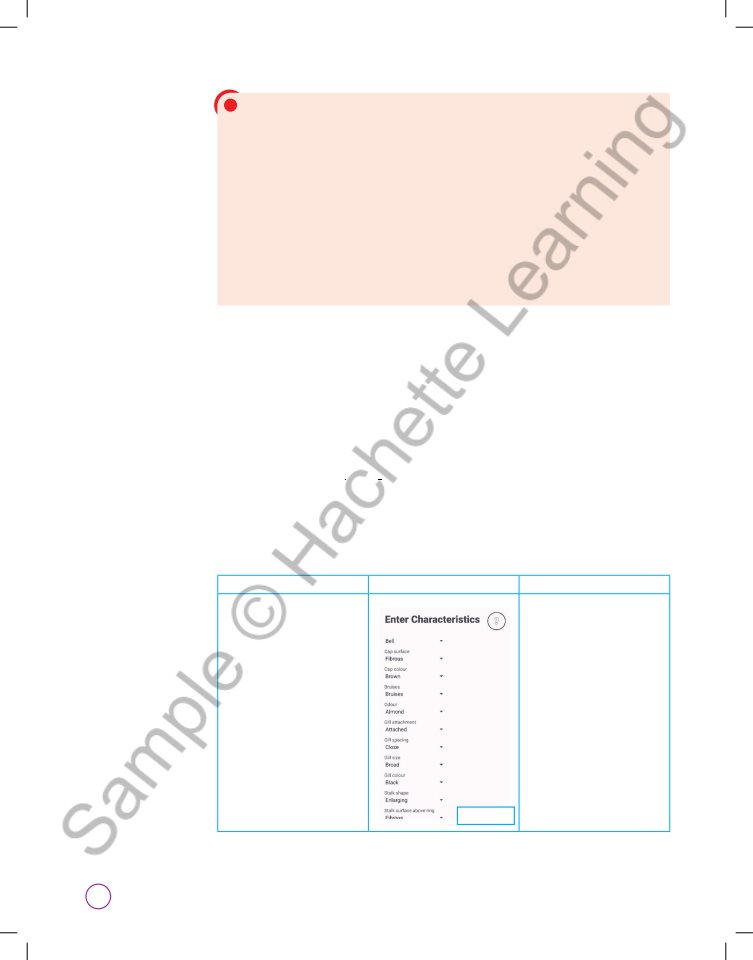 Sample © Hachette Learning
Enter Characteristics
Bell
Cap surface
Fibrous
Cap colour
Brown
Bruises
Bruises
Odour
Almond
Gill attachment
Attached
Gill spacing
Close
Gill size
Broad
Gill colour
Black
Stalk shape
Enlarging
Stalk surface above ring
Fibrous